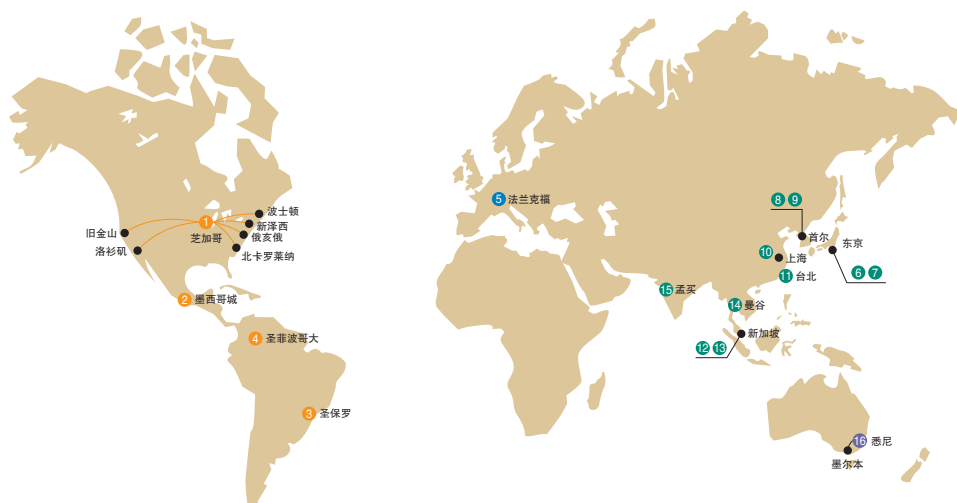 波士顿
1
新泽西
旧金山
芝加哥
俄亥俄
洛杉矶
北卡罗莱纳
2 墨西哥城
4 圣菲波哥大
3 圣保罗
5 法兰克福
8 9
首尔
东京
10 上海
6 7
11 台北
15 孟买
14 曼谷
新加坡
12 13
16 悉尼
墨尔本